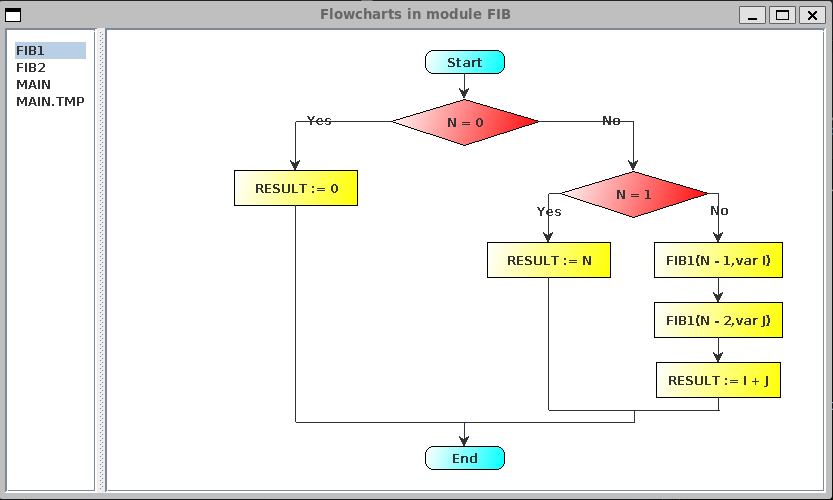 Flowcharts in module FIB
FIB1
FIB2
MAIN
MAIN.TMP
Start
N = 0
Yes
No
RESULT := 0
N = 1
Yes
No
RESULT := N
FIB1(N - 1,var I)
FIB1(N - 2,var J)
RESULT := I + J
End